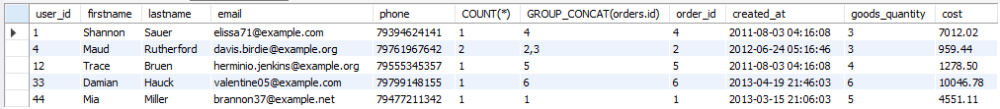 user_id firstname lastname email phone COUNT(*) GROUP_CONCAT(orders.id) order_id created_at goods_quantity cost
1 Shannon Sauer elissa71@example.com 79394624141 1 4 4 2011-08-03 04:16:08 3 7012.02
4 Maud Rutherford davis.birdie@example.org 79761967642 2 2,3 2 2012-06-24 05:16:46 3 959.44
12 Trace Bruen herminio.jenkins@example.org 79555345357 1 5 5 2011-08-03 04:16:08 4 1278.50
33 Damian Hauck valentine05@example.com 79799148155 1 6 6 2013-04-19 21:46:03 6 10046.78
44 Mia Miller brannon37@example.net 79477211342 1 1 1 2013-03-15 21:06:03 5 4551.11